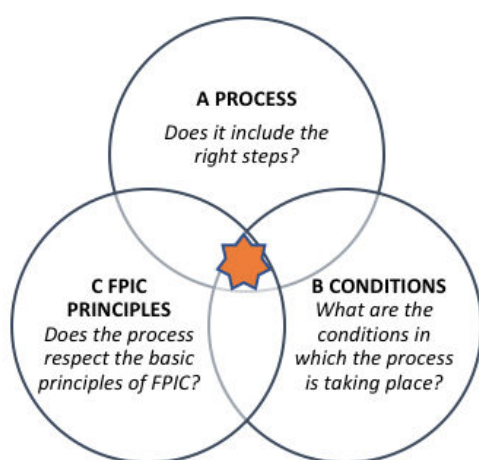 A PROCESS
Does it include the
right steps?
C FPIC
PRINCIPLES
Does the process
respect the basic
principles of FPIC?
B CONDITIONS
What are the
conditions in
which the process
is taking place?